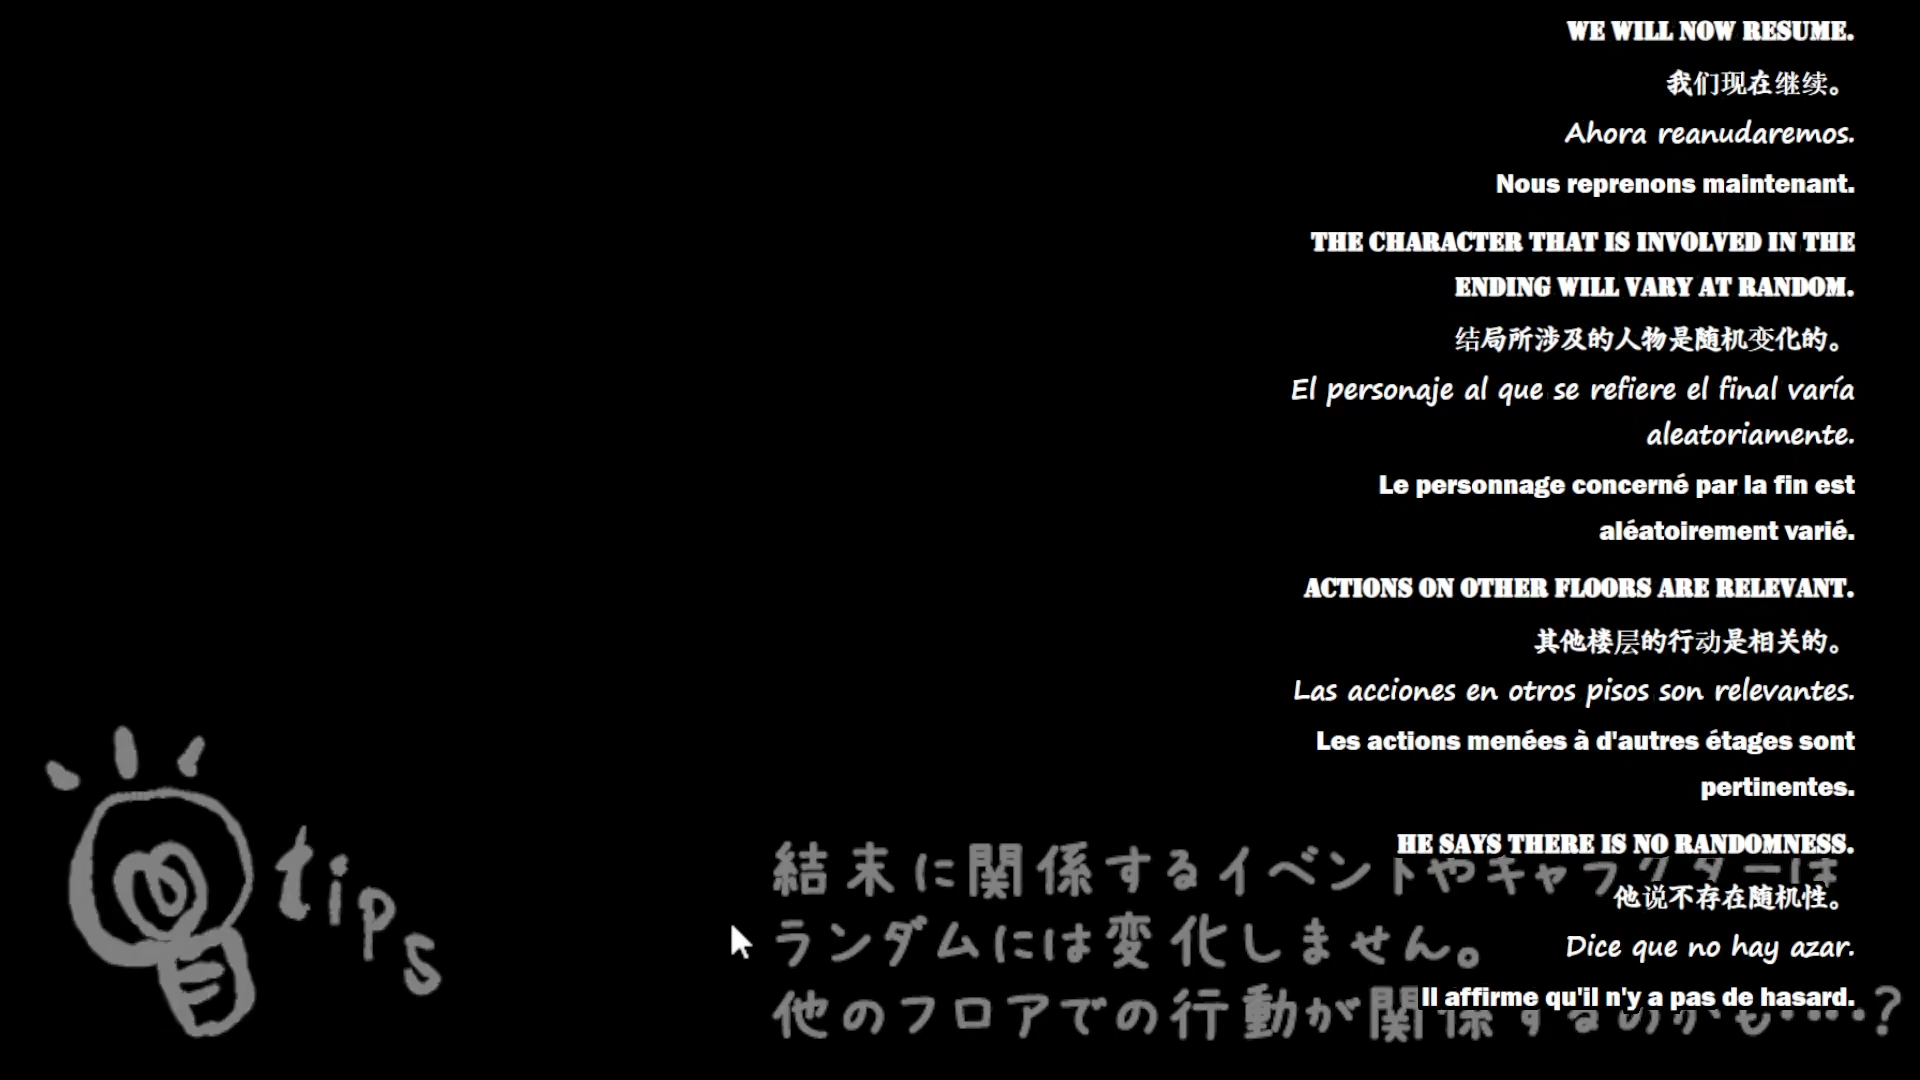 WE WILL NOW RESUME.
我们现在继续。
Ahora reanudaremos.
Nous reprenons maintenant.
THE CHARACTER THAT IS INVOLVED IN THE
ENDING WILL VARY AT RANDOM.
结局所涉及的人物是随机变化的。
El personaje al que se refiere el final varía
aleatoriamente.
Le personnage concerné par la fin est
aléatoirement varié.
ACTIONS ON OTHER FLOORS ARE RELEVANT.
其他楼层的行动是相关的。
Las acciones en otros pisos son relevantes.
Les actions menées à d'autres étages sont
pertinentes.
HE SAYS THERE IS NO RANDOMNESS.
他说不存在随机性。
Dice que no hay azar.
Il affirme qu'il n'y a pas de hasard.
tips
結末に関係するイベントやキャラクターは
ランダムには変化しません。
他のフロアでの行動が関係するのかも・・・・?